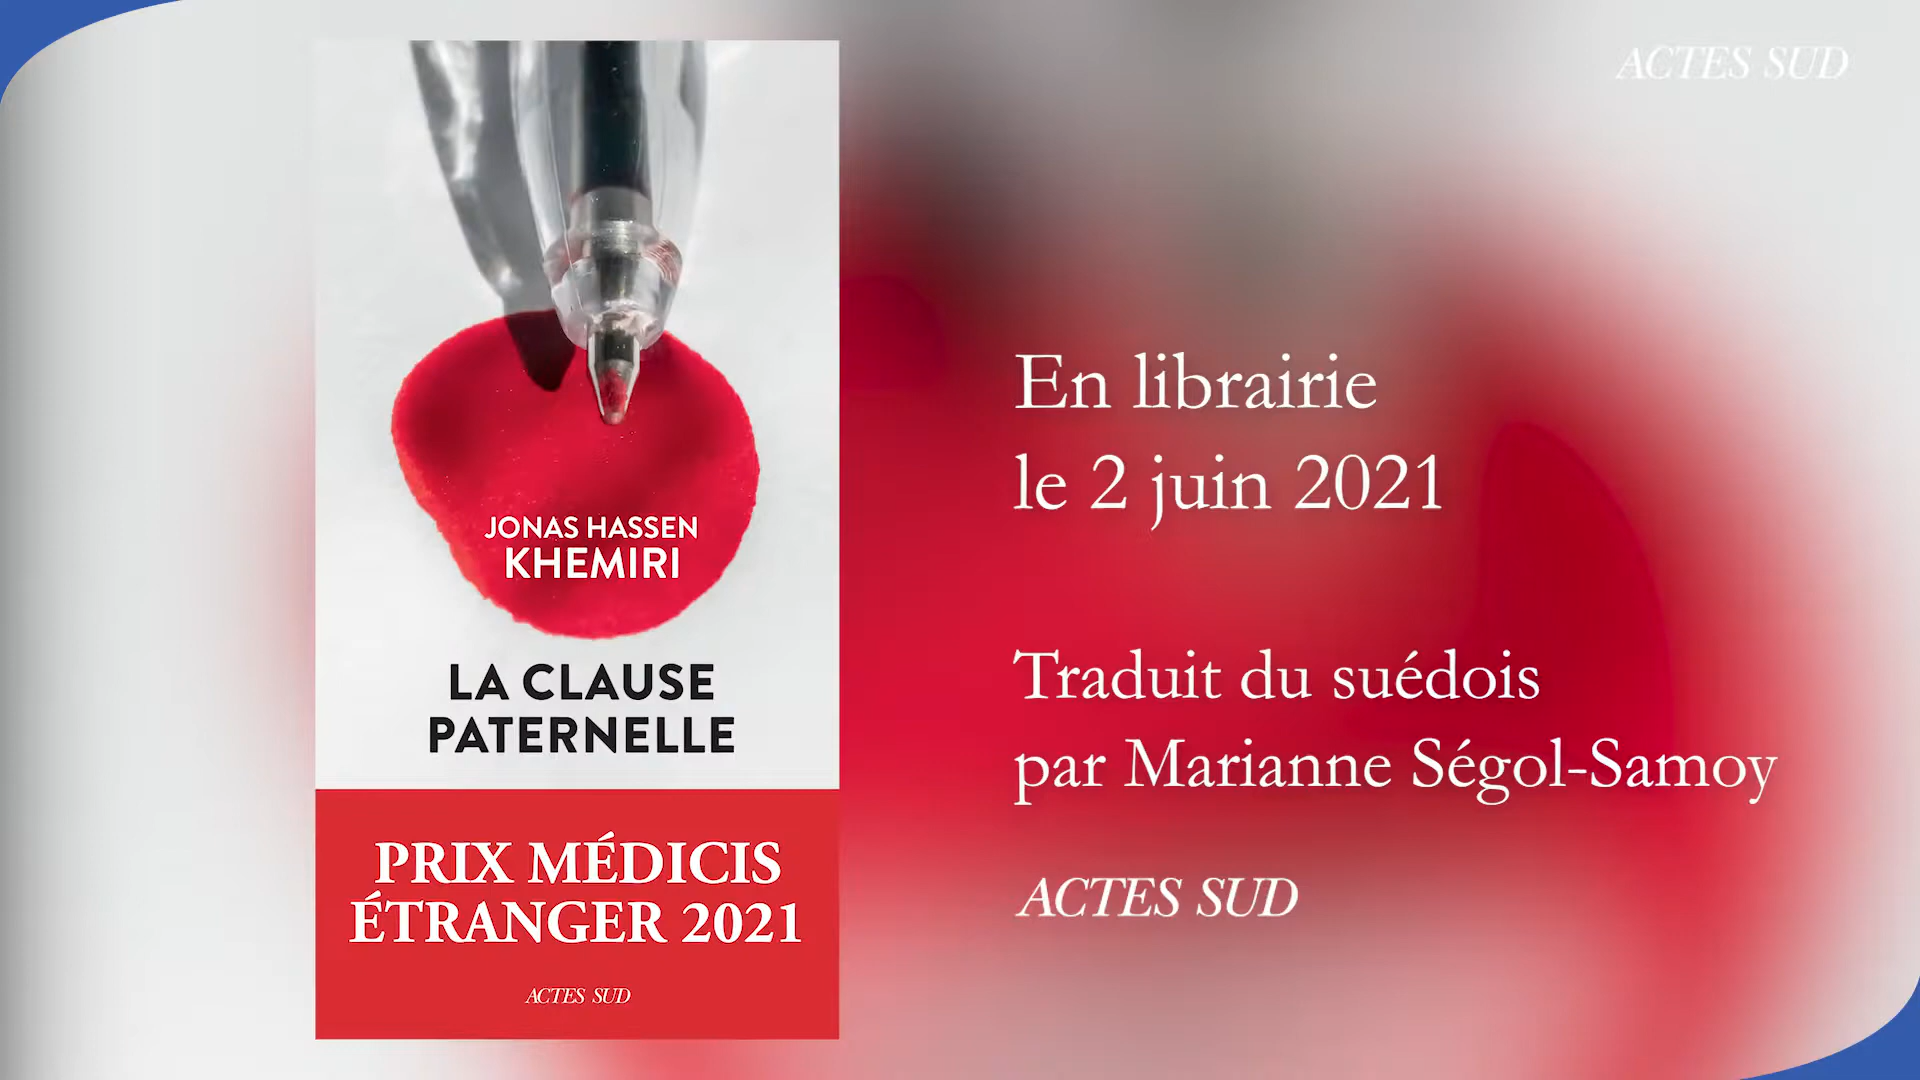 ACTES SUD
JONAS HASSEN
KHEMIRI
LA CLAUSE
PATERNELLE
PRIX MÉDICIS
ÉTRANGER 2021
ACTES SUD
En librairie
le 2 juin 2021
Traduit du suédois
par Marianne Ségol-Samoy
ACTES SUD